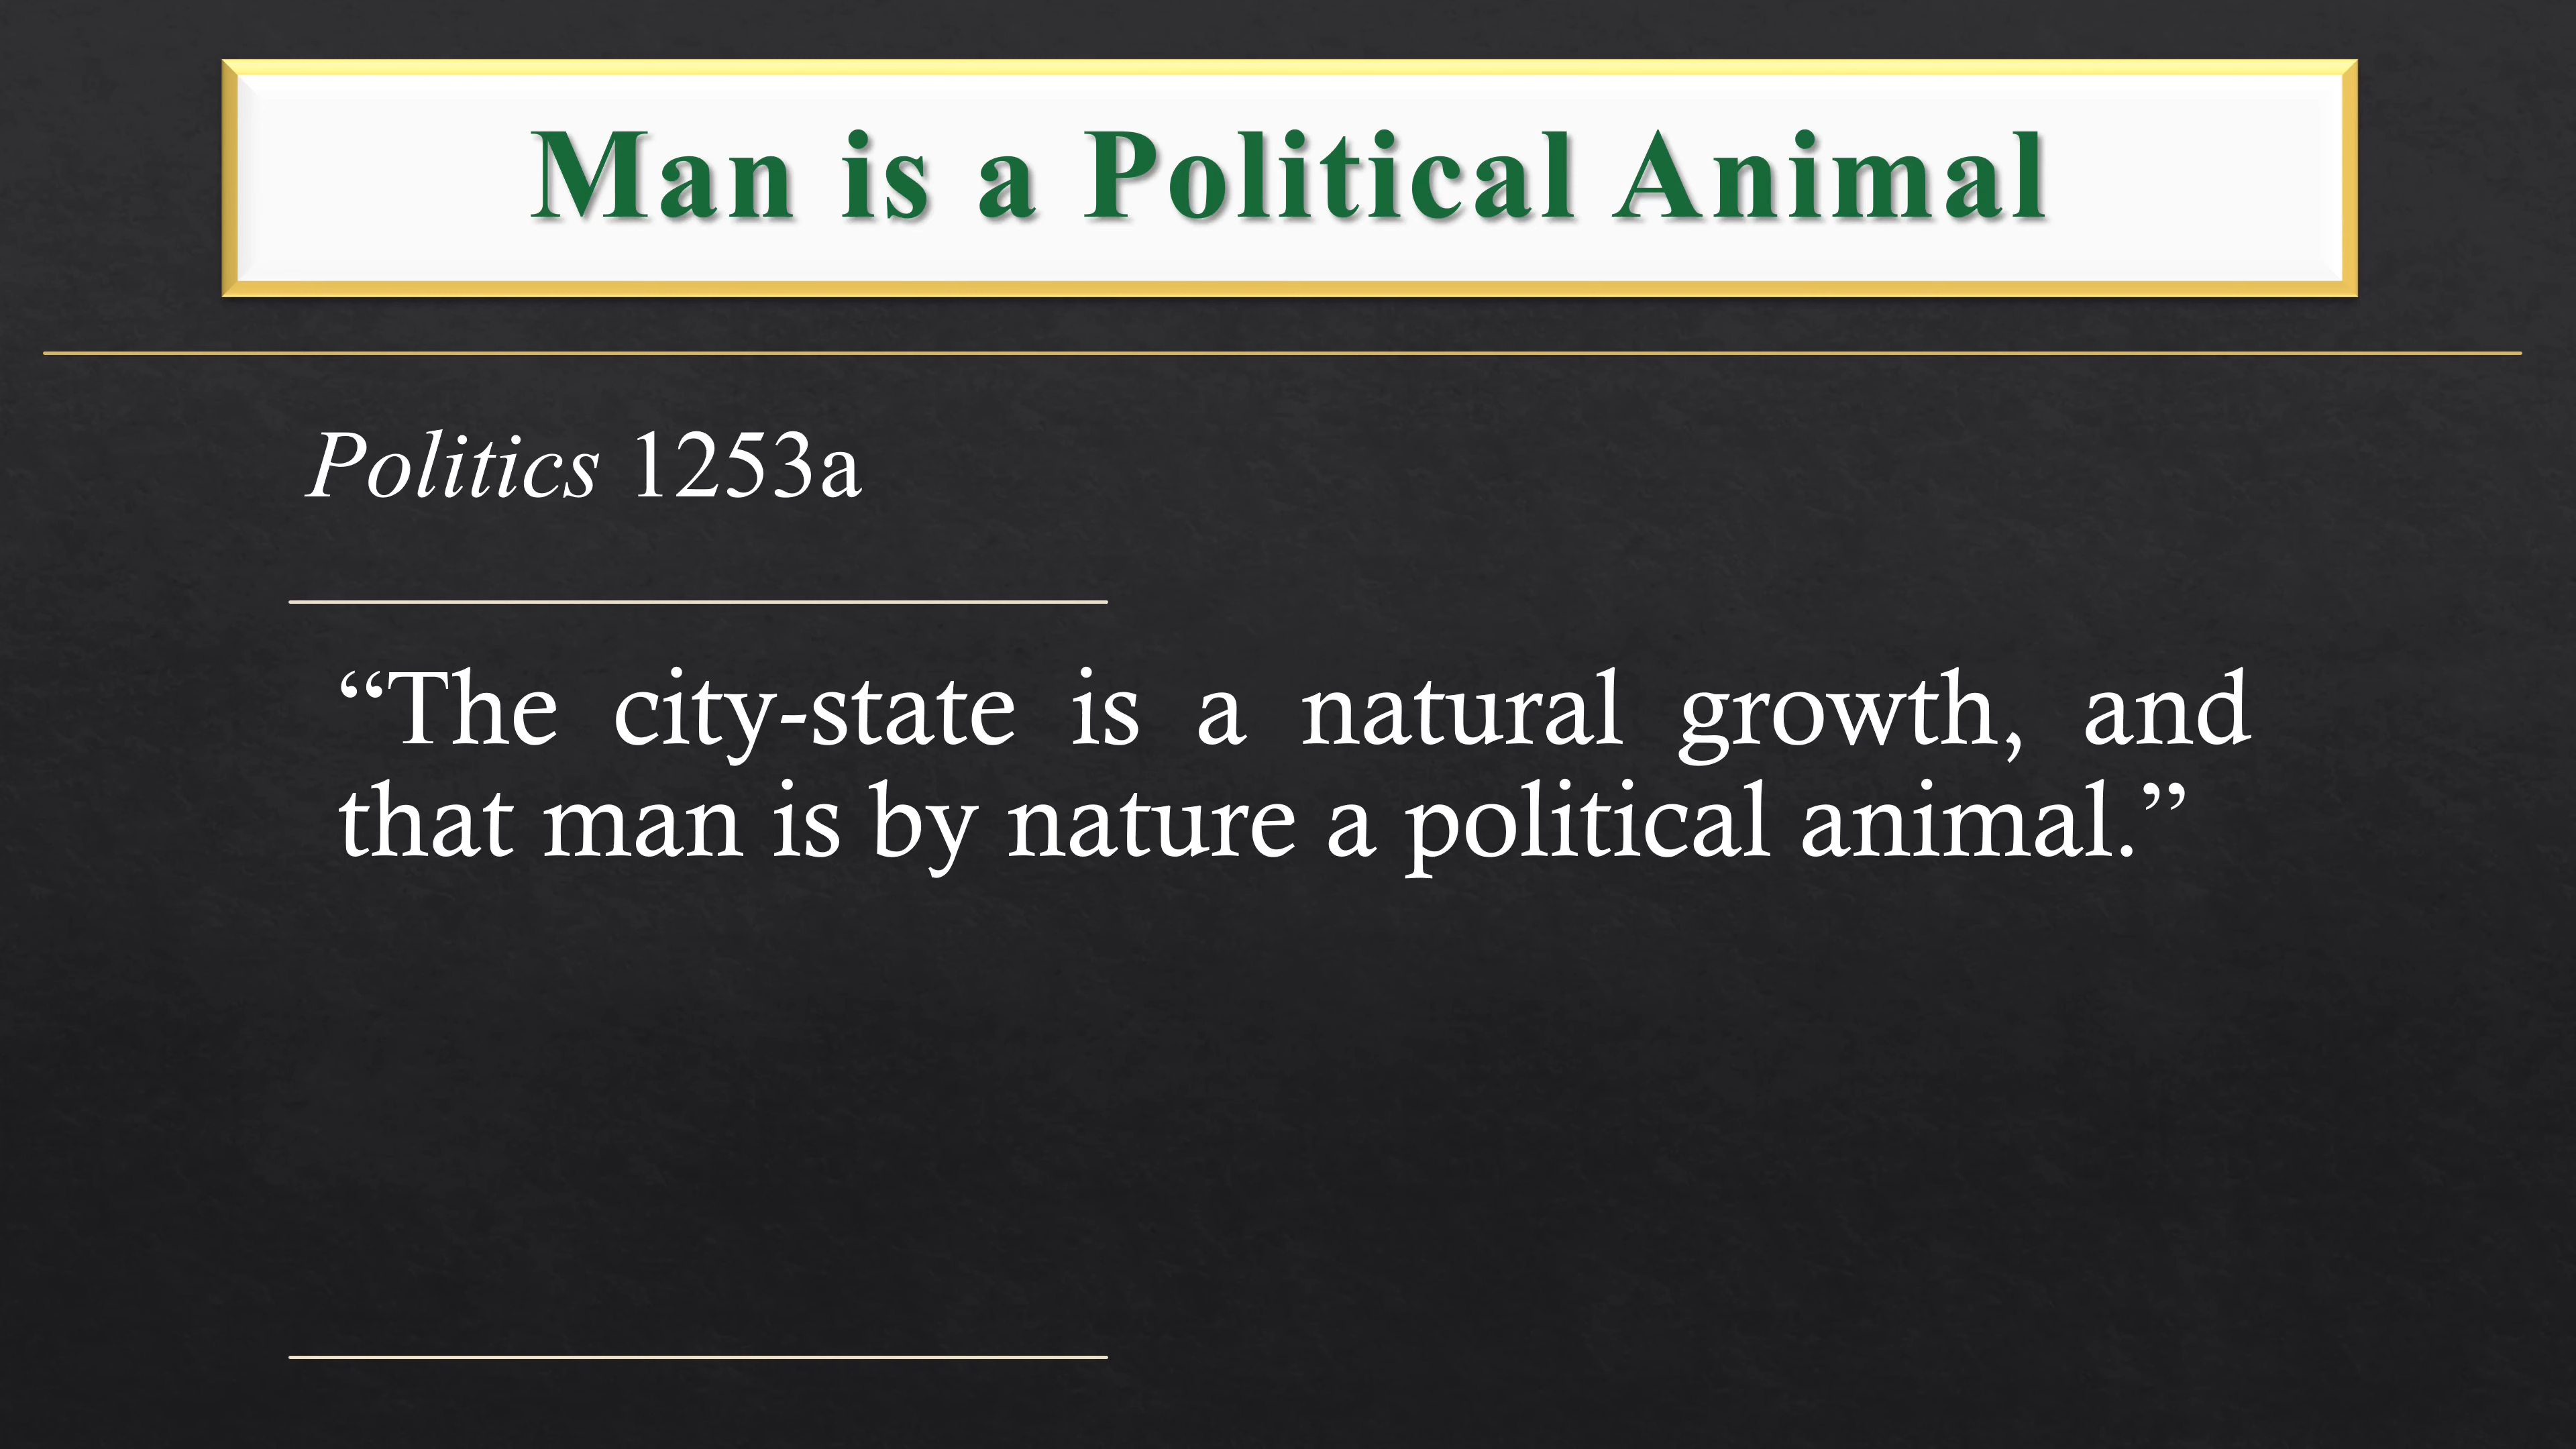 Man is a Political Animal
Politics 1253a
“The city-state is a natural growth, and
that man is by nature a political animal.”